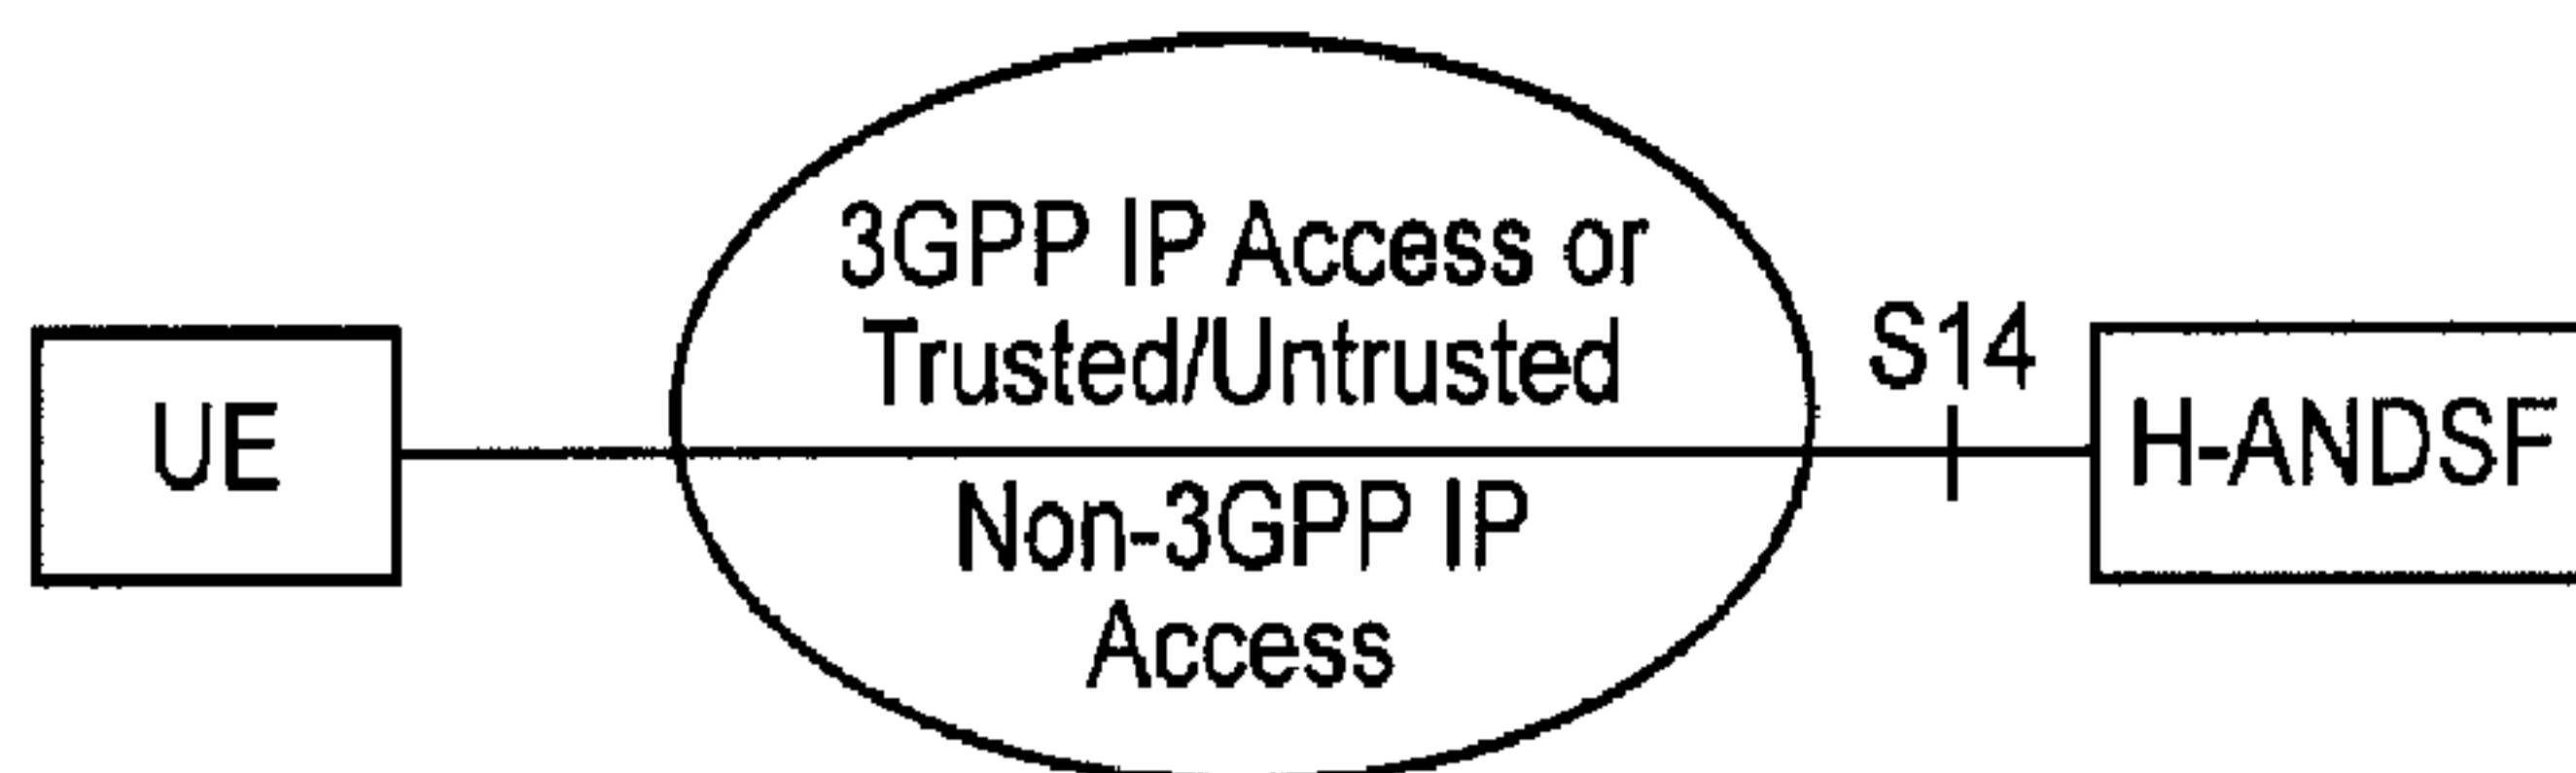 UE
3GPP IP Access or
Trusted/Untrusted
Non-3GPP IP
Access
S14
H-ANDSF